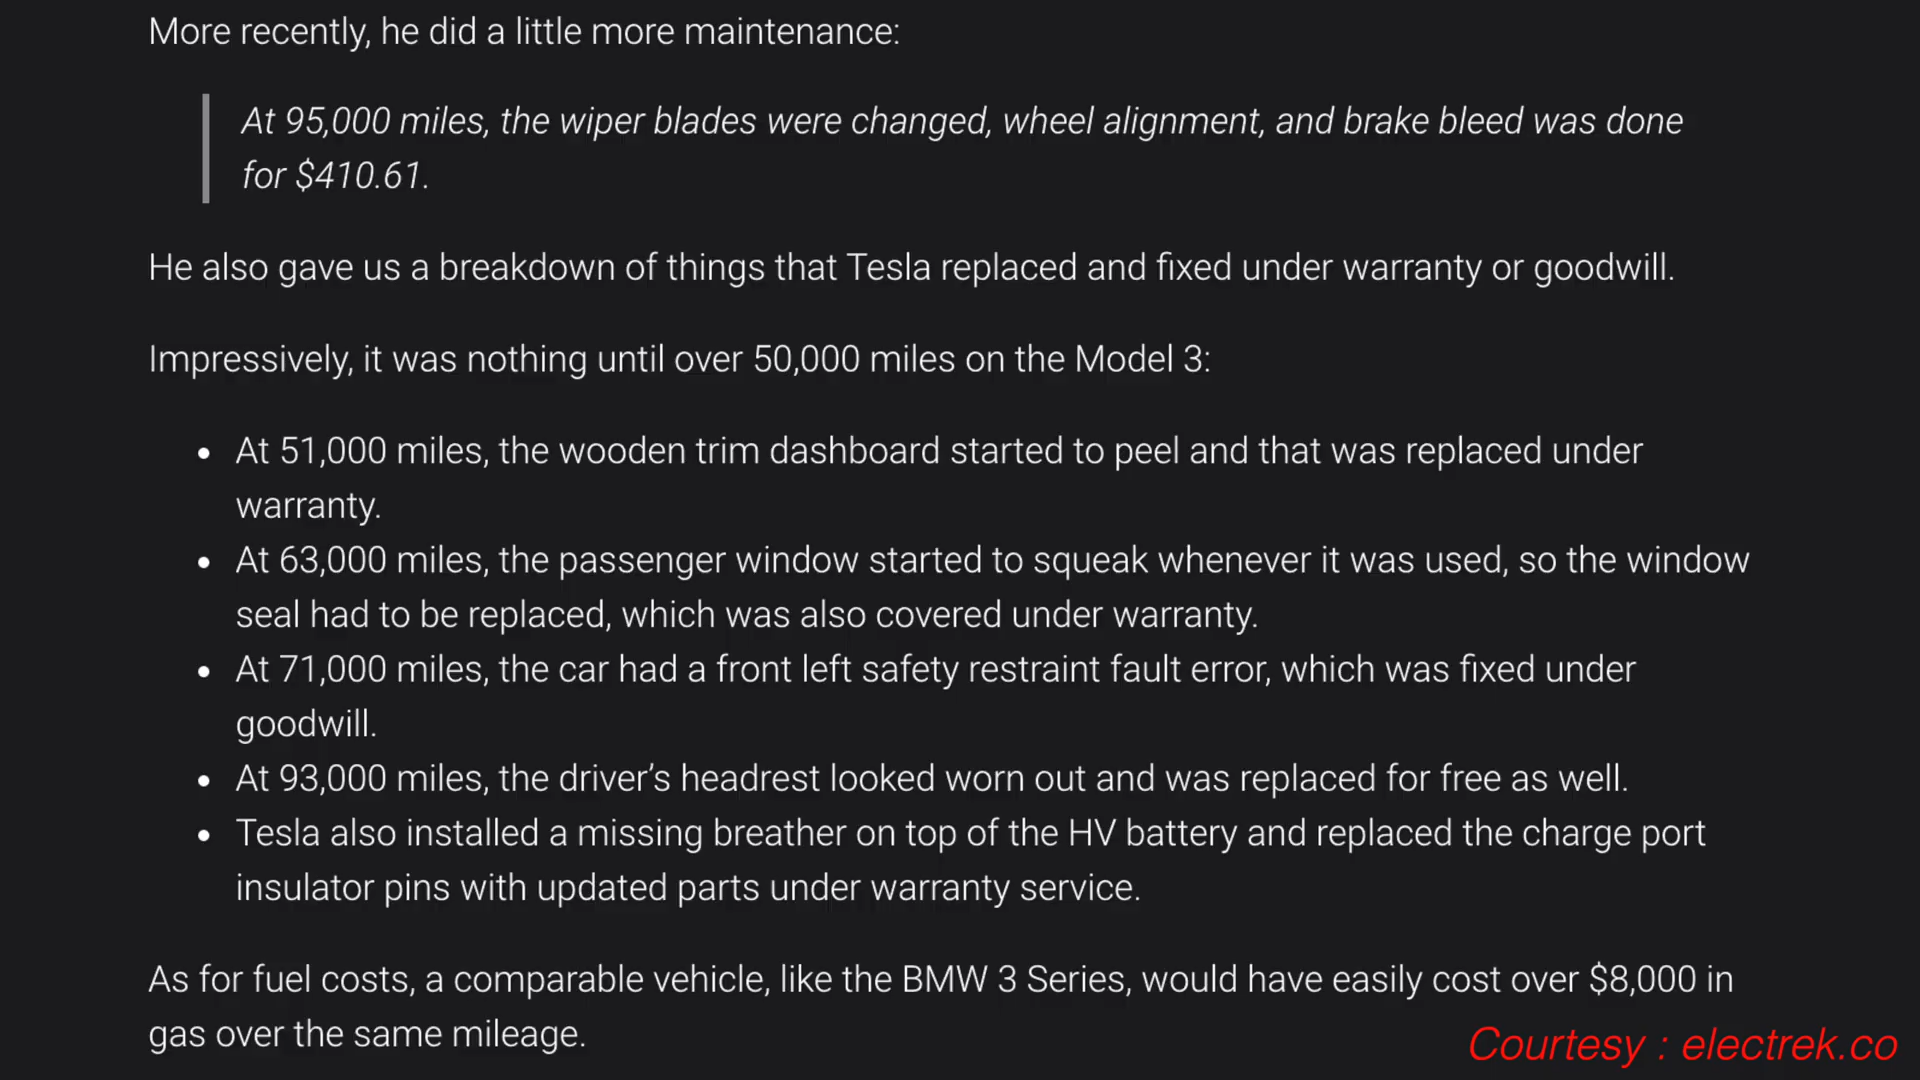 More recently, he did a little more maintenance:
At 95,000 miles, the wiper blades were changed, wheel alignment, and brake bleed was done
for $410.61.
He also gave us a breakdown of things that Tesla replaced and fixed under warranty or goodwill.
Impressively, it was nothing until over 50,000 miles on the Model 3:
• At 51,000 miles, the wooden trim dashboard started to peel and that was replaced under
warranty.
• At 63,000 miles, the passenger window started to squeak whenever it was used, so the window
seal had to be replaced, which was also covered under warranty.
• At 71,000 miles, the car had a front left safety restraint fault error, which was fixed under
goodwill.
• At 93,000 miles, the driver’s headrest looked worn out and was replaced for free as well.
• Tesla also installed a missing breather on top of the HV battery and replaced the charge port
insulator pins with updated parts under warranty service.
As for fuel costs, a comparable vehicle, like the BMW 3 Series, would have easily cost over $8,000 in
gas over the same mileage.
Courtesy : electrek.co